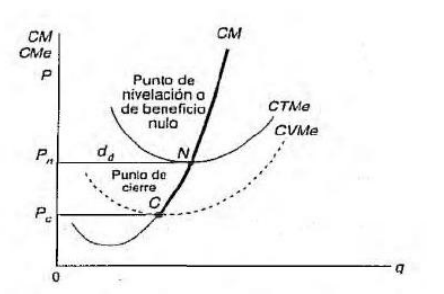 CM
CMe
P
CM
Punto de
nivelación o
de beneficio
nulo
CTMe
CVMe
Pn
dd
N
Punto de
cierre
C
Pc
0
q